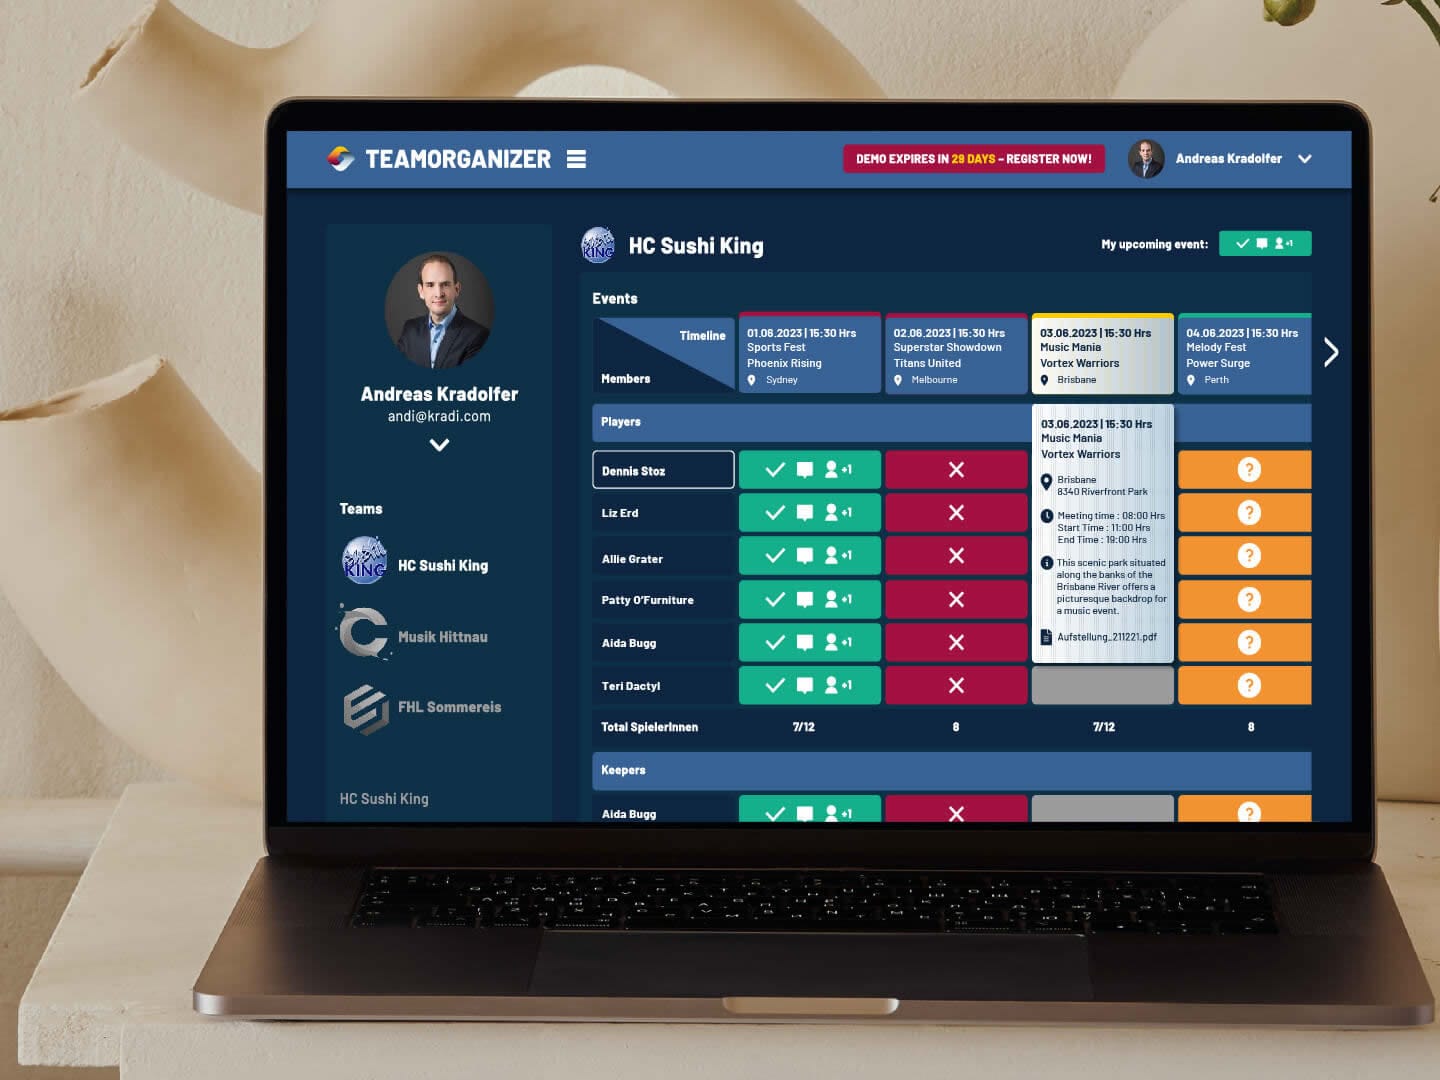 TEAMORGANIZER
DEMO EXPIRES IN 29 DAYS – REGISTER NOW!
Andreas Kradolfer
Andreas Kradolfer
andi@kradi.com
Teams
KING
HC Sushi King
Musik Hittnau
FHL Sommereis
HC Sushi King
KING
HC Sushi King
My upcoming event:
+1
Events
Timeline
Members
01.06.2023 | 15:30 Hrs
Sports Fest
Phoenix Rising
Sydney
02.06.2023 | 15:30 Hrs
Superstar Showdown
Titans United
Melbourne
03.06.2023 | 15:30 Hrs
Music Mania
Vortex Warriors
Brisbane
04.06.2023 | 15:30 Hrs
Melody Fest
Power Surge
Perth
Players
03.06.2023 | 15:30 Hrs
Music Mania
Vortex Warriors
Brisbane
8340 Riverfront Park
Meeting time : 08:00 Hrs
Start Time : 11:00 Hrs
End Time : 19:00 Hrs
This scenic park situated
along the banks of the
Brisbane River offers a
picturesque backdrop for
a music event.
Aufstellung_211221.pdf
Dennis Stoz +1 ?
Liz Erd +1 ?
Allie Grater +1 ?
Patty O'Furniture +1 ?
Aida Bugg +1 ?
Teri Dactyl +1 ?
Total SpielerInnen 7/12 8 7/12 8
Keepers
Aida Bugg +1 ?